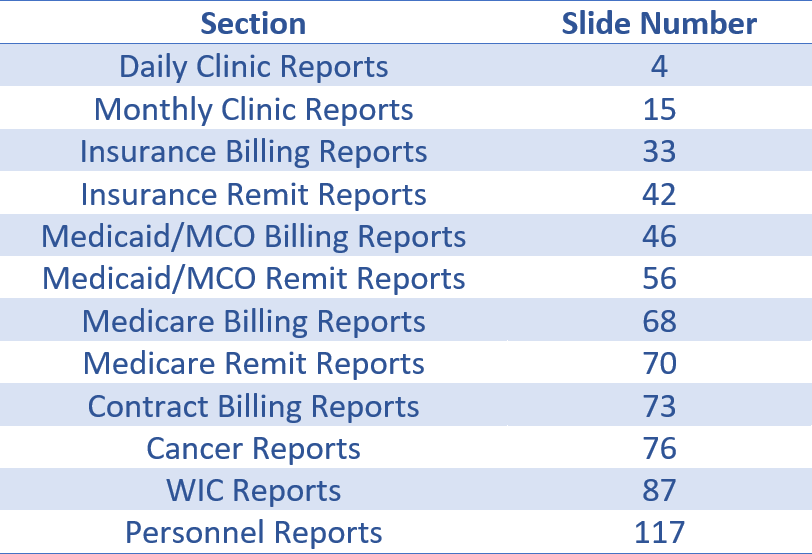 Section Slide Number
Daily Clinic Reports 4
Monthly Clinic Reports 15
Insurance Billing Reports 33
Insurance Remit Reports 42
Medicaid/MCO Billing Reports 46
Medicaid/MCO Remit Reports 56
Medicare Billing Reports 68
Medicare Remit Reports 70
Contract Billing Reports 73
Cancer Reports 76
WIC Reports 87
Personnel Reports 117